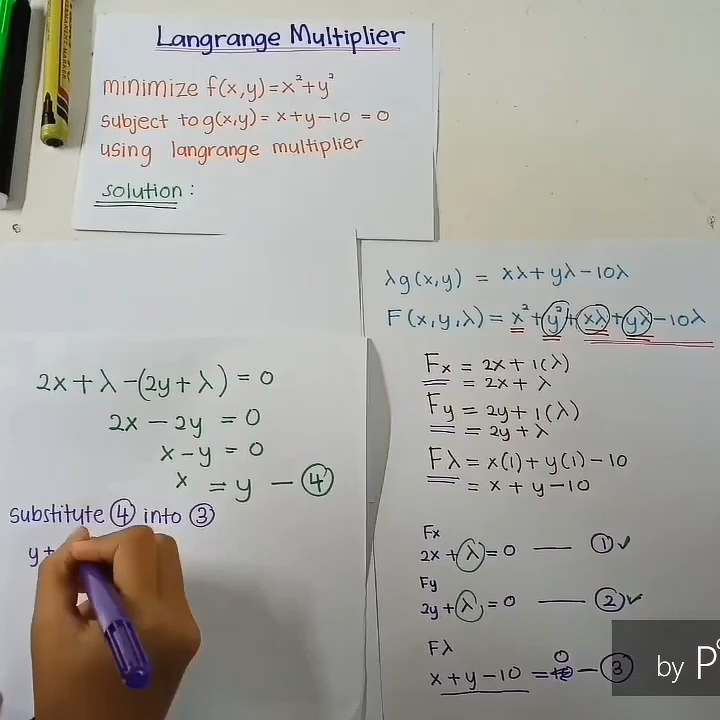 Langrange Multiplier
minimize f(x,y) = x² + y²
subject to g(x,y) = x + y - 10 = 0
using langrange multiplier
solution :
λg(x,y) = xλ + yλ - 10λ
F(x,y,λ) = x² + y² + xλ + yλ - 10λ
Fx = 2x + 1(λ)
= 2x + λ
Fy = 2y + 1(λ)
= 2y + λ
Fλ = x(1) + y(1) - 10
= x + y - 10
Fx
2x + λ = 0 — ① ✓
Fy
2y + λ = 0 — ② ✓
Fλ
x + y - 10 = 0 — ③
2x + λ - (2y + λ) = 0
2x - 2y = 0
x - y = 0
x = y — ④
substitute ④ into ③
y +
by P